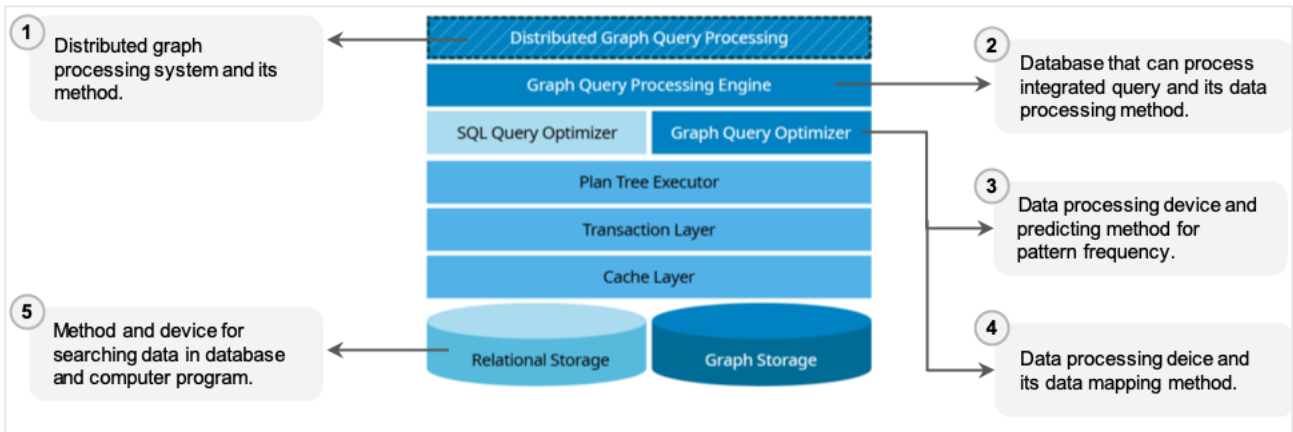 1
Distributed graph
processing system and its
method.
Distributed Graph Query Processing
Graph Query Processing Engine
SQL Query Optimizer
Graph Query Optimizer
Plan Tree Executor
Transaction Layer
Cache Layer
Relational Storage
Graph Storage
2
Database that can process
integrated query and its data
processing method.
3
Data processing device and
predicting method for
pattern frequency.
4
Data processing deice and
its data mapping method.
5
Method and device for
searching data in database
and computer program.